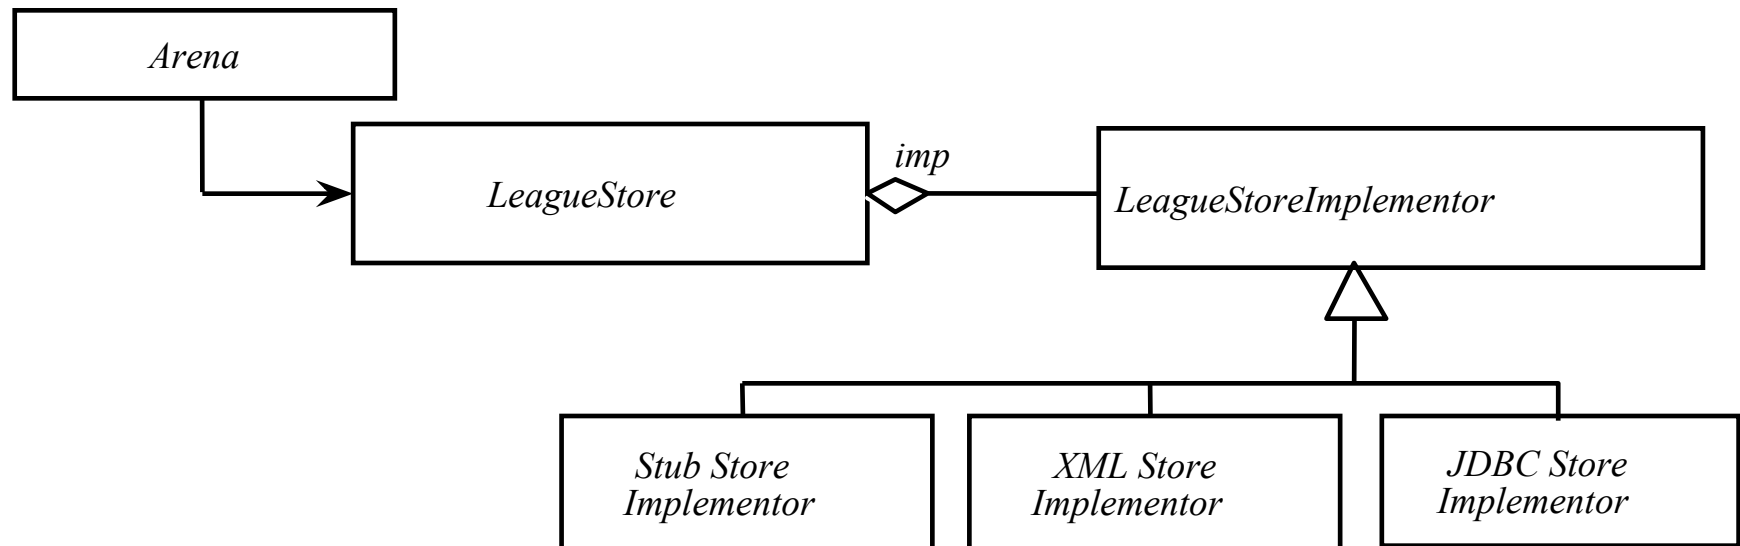 Arena
imp
LeagueStore
LeagueStoreImplementor
Stub Store
Implementor
XML Store
Implementor
JDBC Store
Implementor